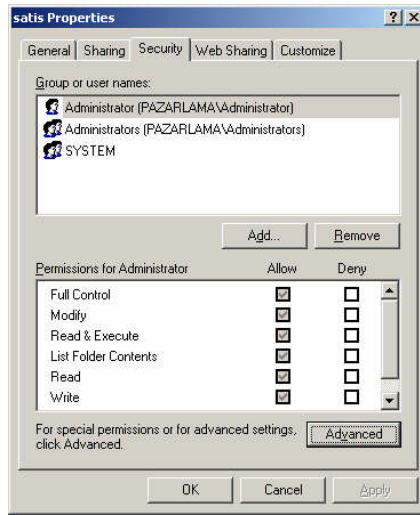 satis Properties
General Sharing Security Web Sharing Customize
Group or user names:
Administrator (PAZARLAMA\Administrator)
Administrators (PAZARLAMA\Administrators)
SYSTEM
Add... Remove
Permissions for Administrator Allow Deny
Full Control
Modify
Read & Execute
List Folder Contents
Read
Write
For special permissions or for advanced settings, Advanced
click Advanced.
OK Cancel Apply